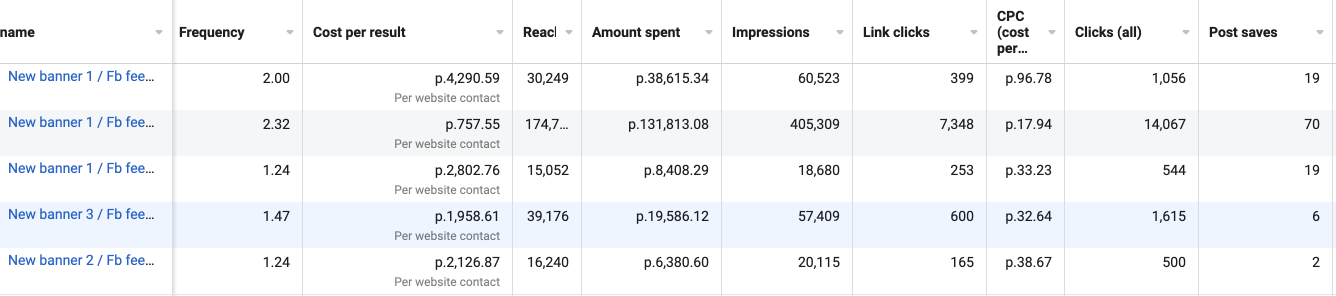 name Frequency Cost per result Reacl Amount spent Impressions Link clicks CPC (cost per... Clicks (all) Post saves
New banner 1 / Fb fee... 2.00 р.4,290.59 30,249 р.38,615.34 60,523 399 р.96.78 1,056 19
Per website contact
New banner 1 / Fb fee... 2.32 р.757.55 174,7... р.131,813.08 405,309 7,348 р.17.94 14,067 70
Per website contact
New banner 1 / Fb fee... 1.24 р.2,802.76 15,052 р.8,408.29 18,680 253 р.33.23 544 19
Per website contact
New banner 3 / Fb fee... 1.47 р.1,958.61 39,176 р.19,586.12 57,409 600 р.32.64 1,615 6
Per website contact
New banner 2 / Fb fee... 1.24 р.2,126.87 16,240 р.6,380.60 20,115 165 р.38.67 500 2
Per website contact